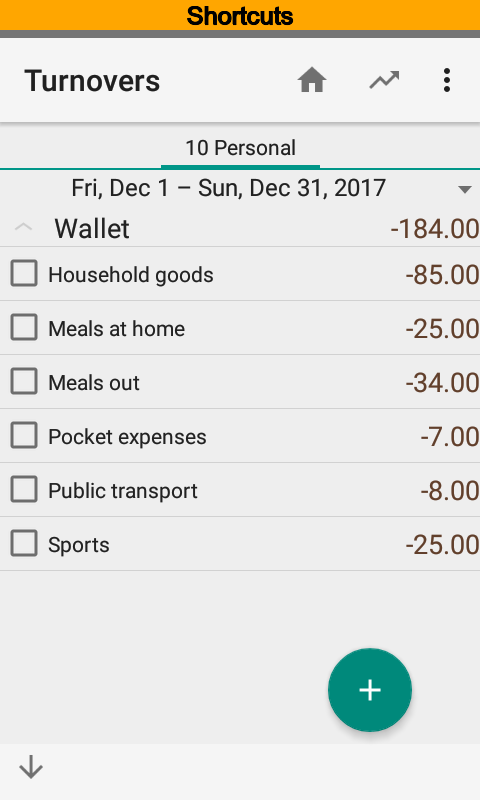 Shortcuts
Turnovers
10 Personal
Fri, Dec 1 – Sun, Dec 31, 2017
Wallet -184.00
Household goods -85.00
Meals at home -25.00
Meals out -34.00
Pocket expenses -7.00
Public transport -8.00
Sports -25.00